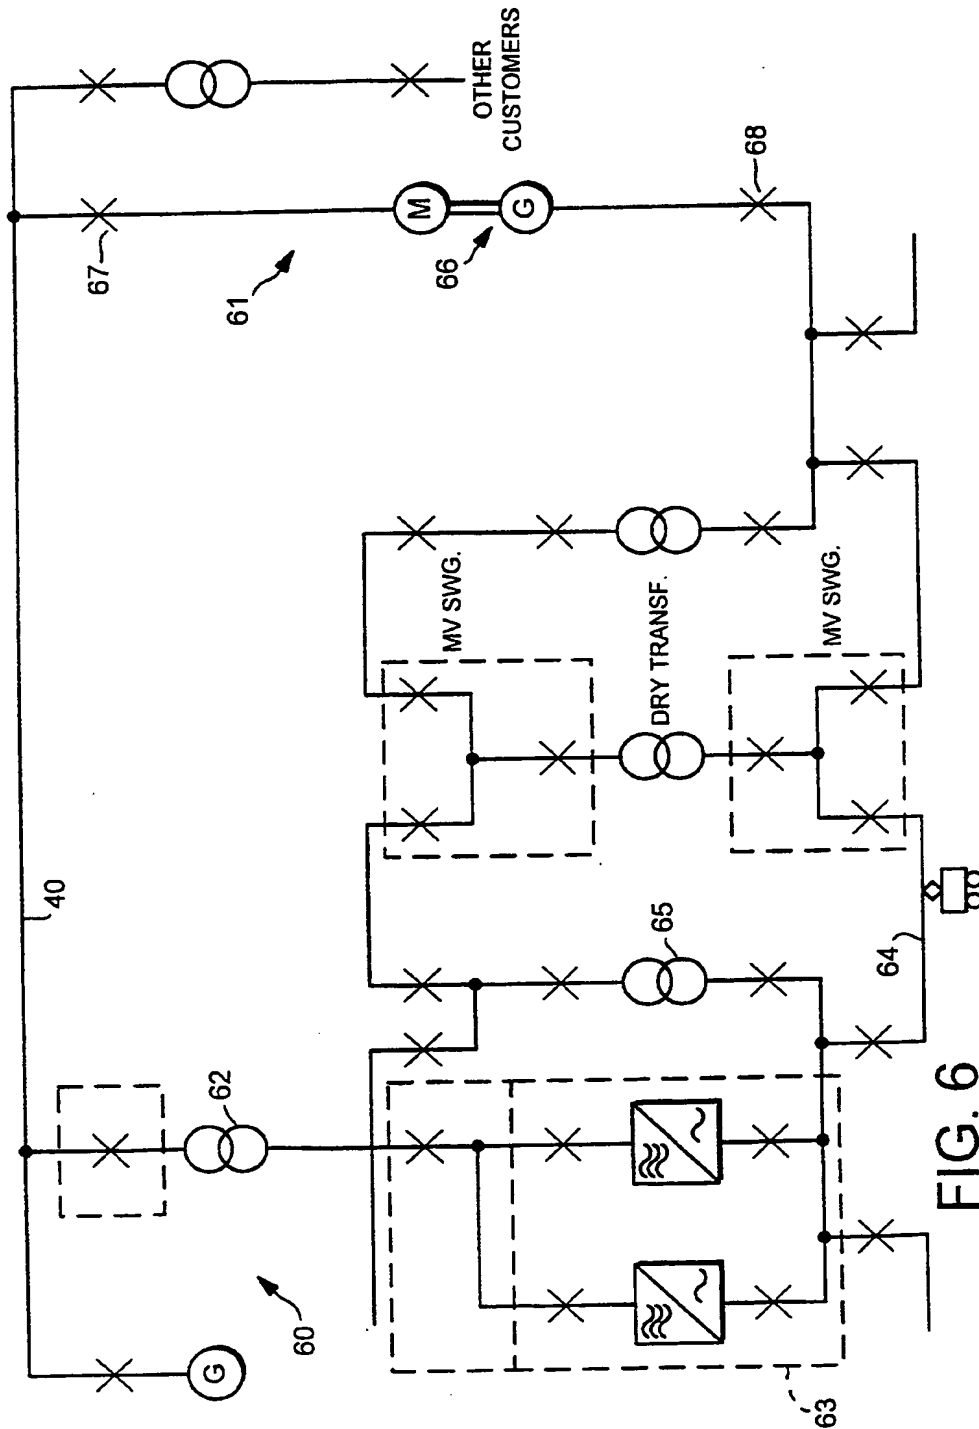 OTHER
CUSTOMERS
67
61
M
G
66
68
40
MV SWG.
DRY TRANSF.
MV SWG.
62
65
64
60
G
63
FIG. 6